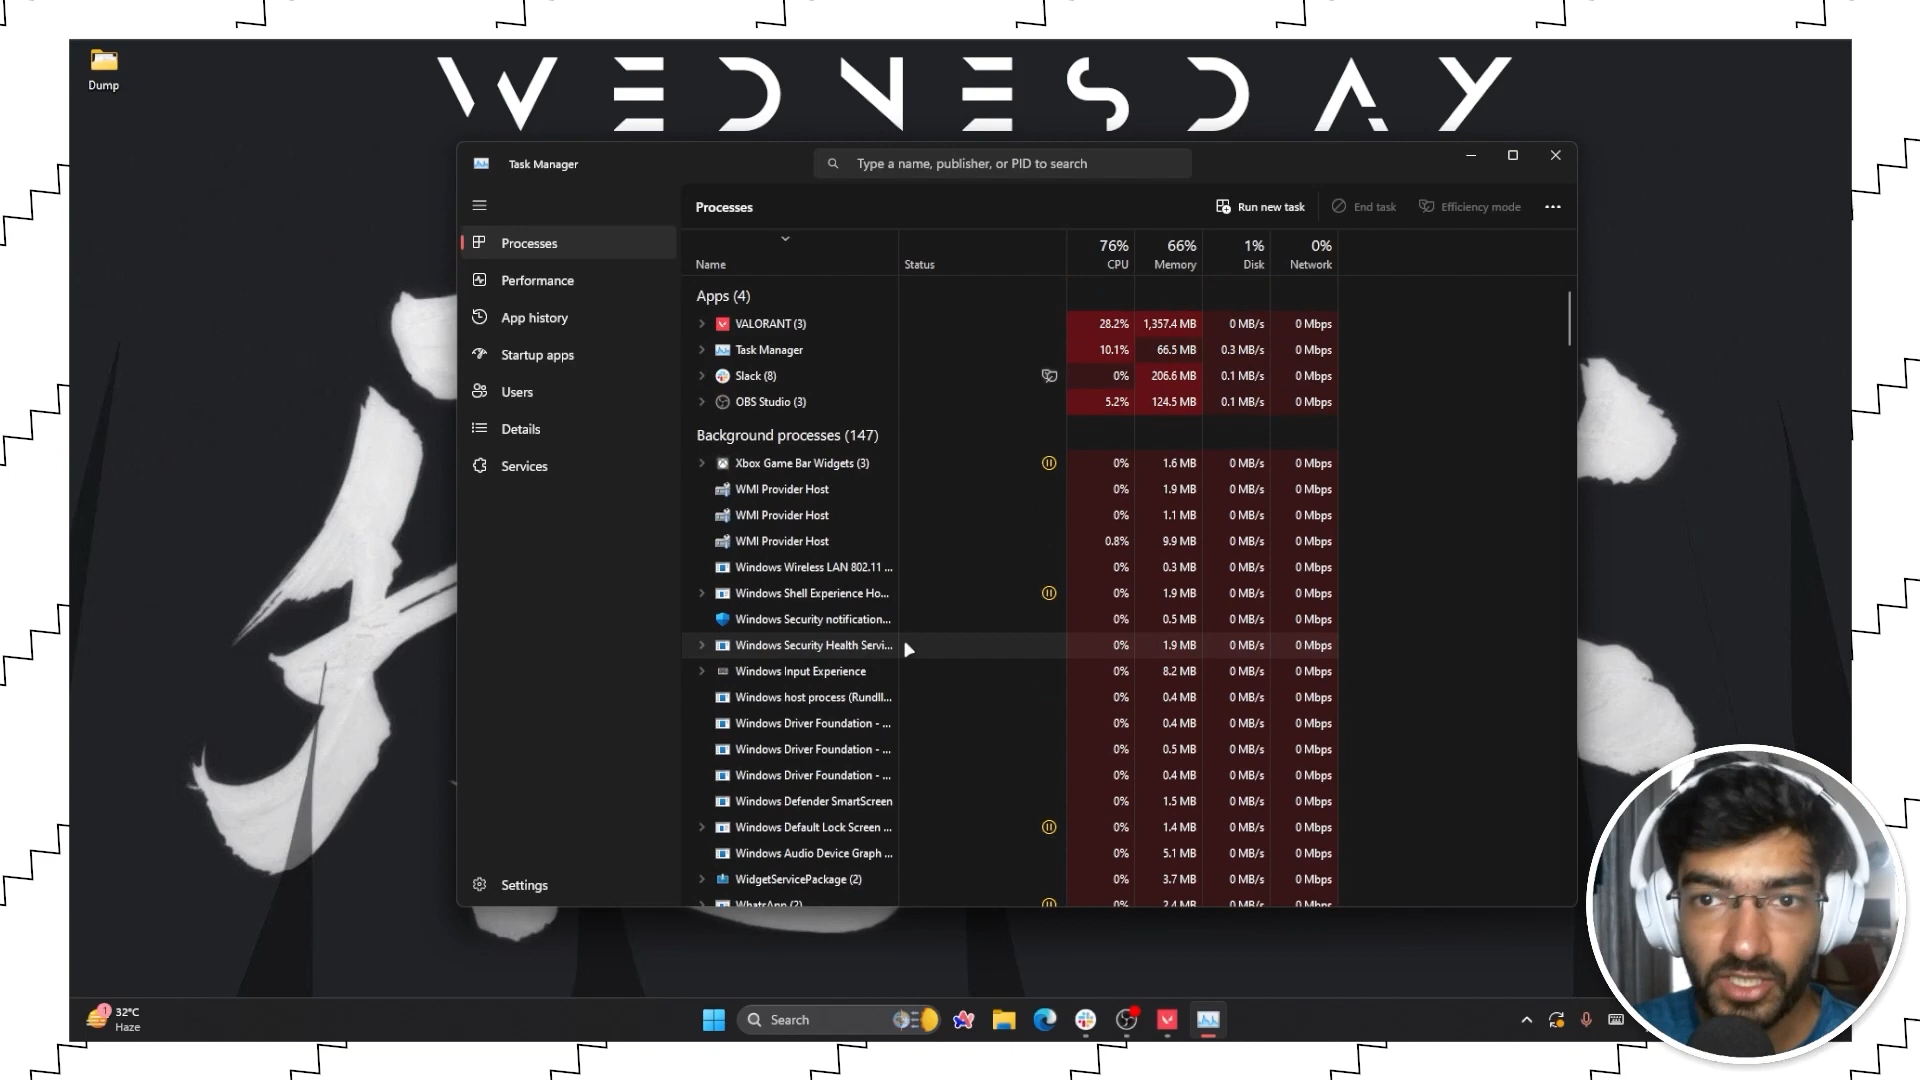 Dump
WEDNESDAY
Task Manager
Type a name, publisher, or PID to search
Processes
Run new task
End task
Efficiency mode
Processes
Performance
App history
Startup apps
Users
Details
Services
Settings
76% 66% 1% 0%
Name Status CPU Memory Disk Network
Apps (4)
VALORANT (3) 28.2% 1,357.4 MB 0 MB/s 0 Mbps
Task Manager 10.1% 66.5 MB 0.3 MB/s 0 Mbps
Slack (8) 0% 206.6 MB 0.1 MB/s 0 Mbps
OBS Studio (3) 5.2% 124.5 MB 0.1 MB/s 0 Mbps
Background processes (147)
Xbox Game Bar Widgets (3) 0% 1.6 MB 0 MB/s 0 Mbps
WMI Provider Host 0% 1.9 MB 0 MB/s 0 Mbps
WMI Provider Host 0% 1.1 MB 0 MB/s 0 Mbps
WMI Provider Host 0.8% 9.9 MB 0 MB/s 0 Mbps
Windows Wireless LAN 802.11 ... 0% 0.3 MB 0 MB/s 0 Mbps
Windows Shell Experience Ho... 0% 1.9 MB 0 MB/s 0 Mbps
Windows Security notification... 0% 0.5 MB 0 MB/s 0 Mbps
Windows Security Health Servi... 0% 1.9 MB 0 MB/s 0 Mbps
Windows Input Experience 0% 8.2 MB 0 MB/s 0 Mbps
Windows host process (Rundll... 0% 0.4 MB 0 MB/s 0 Mbps
Windows Driver Foundation - ... 0% 0.4 MB 0 MB/s 0 Mbps
Windows Driver Foundation - ... 0% 0.5 MB 0 MB/s 0 Mbps
Windows Driver Foundation - ... 0% 0.4 MB 0 MB/s 0 Mbps
Windows Defender SmartScreen 0% 1.5 MB 0 MB/s 0 Mbps
Windows Default Lock Screen ... 0% 1.4 MB 0 MB/s 0 Mbps
Windows Audio Device Graph ... 0% 5.1 MB 0 MB/s 0 Mbps
WidgetServicePackage (2) 0% 3.7 MB 0 MB/s 0 Mbps
WhatsApp (2) 0% 2.4 MB 0 MB/s 0 Mbps
1
32°C
Haze
Search